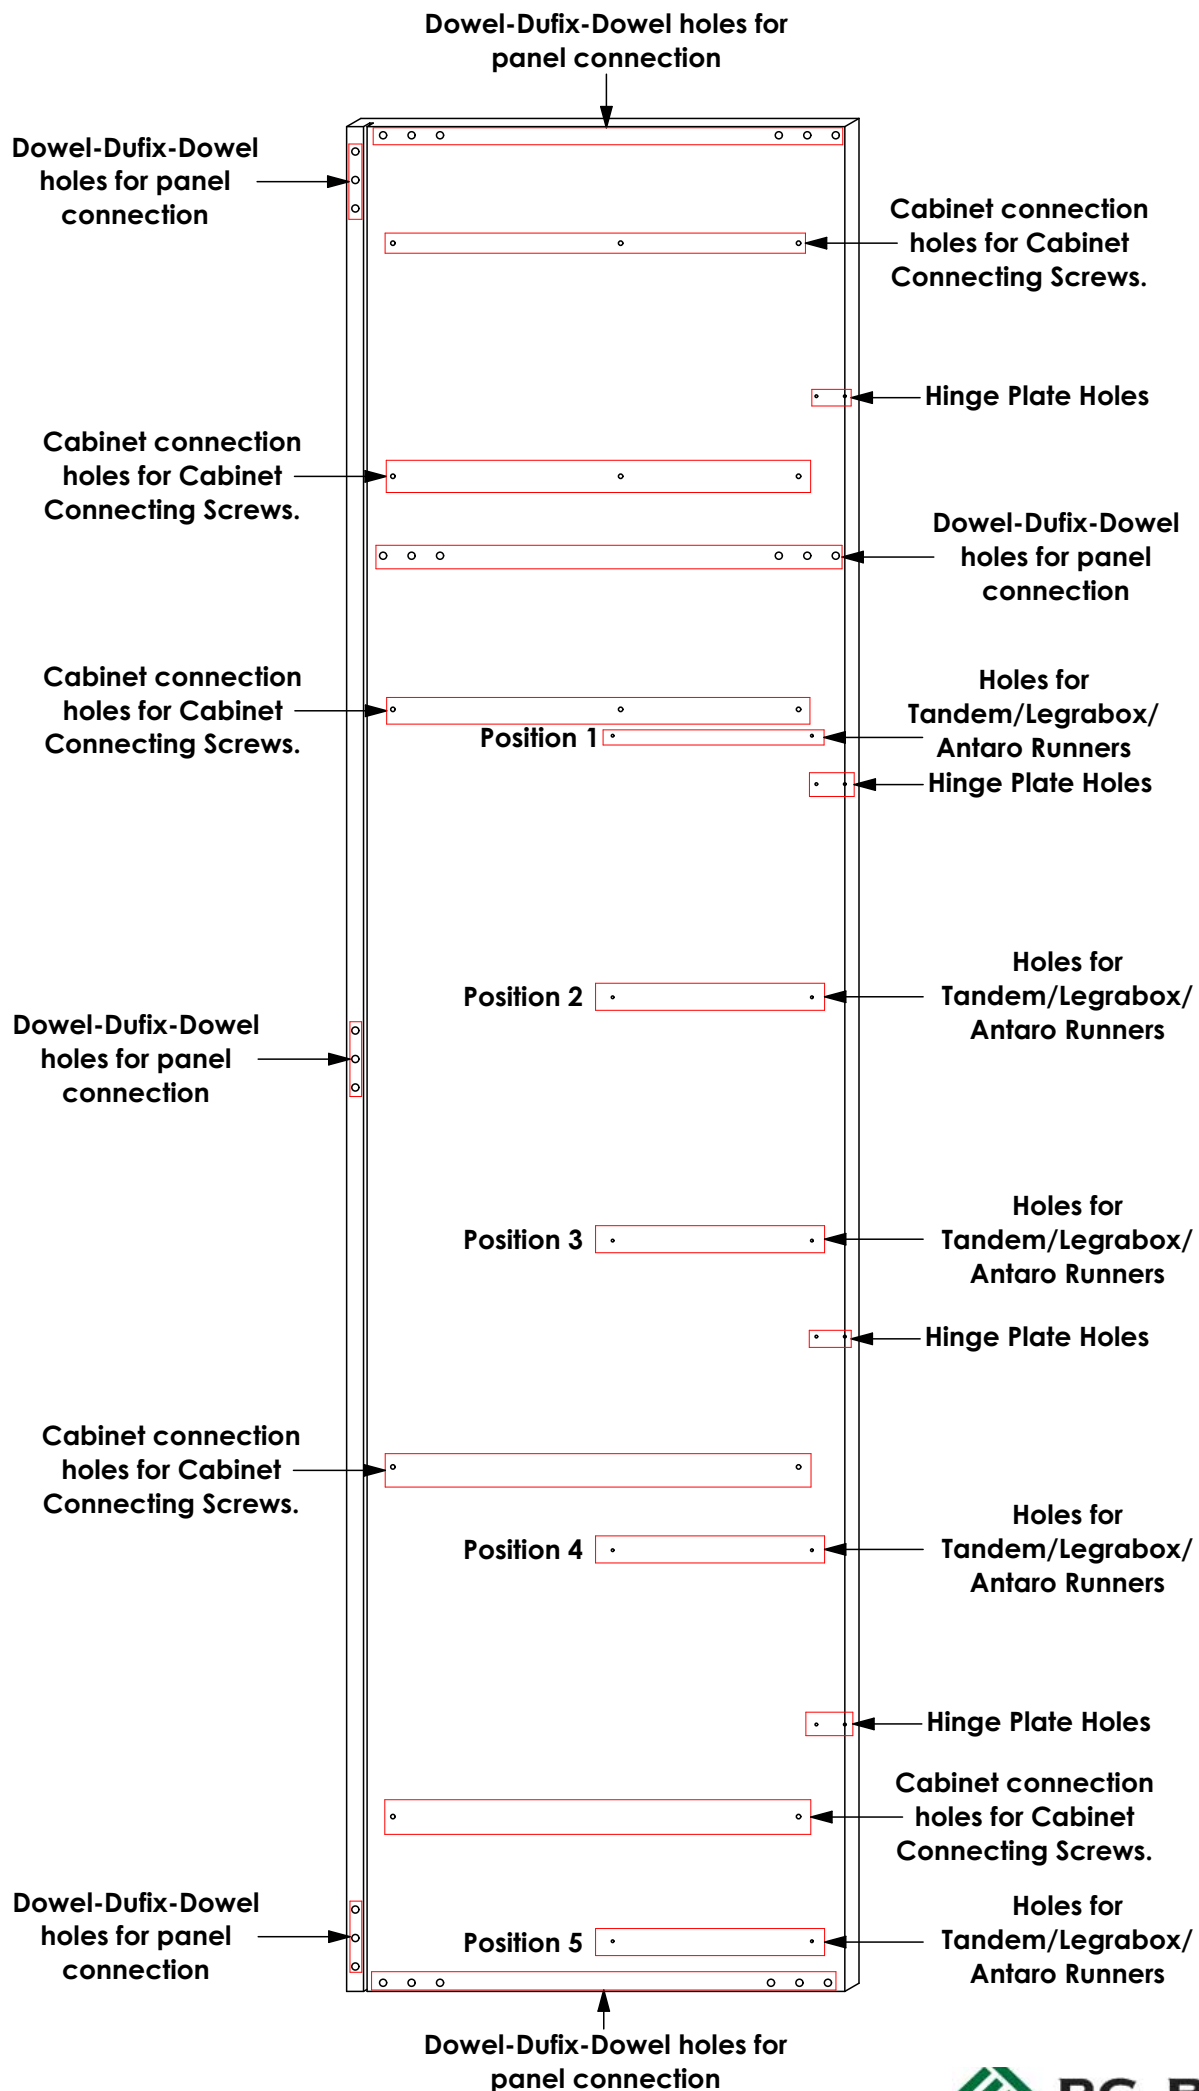 Dowel-Dufix-Dowel holes for
panel connection
Dowel-Dufix-Dowel
holes for panel
connection
Cabinet connection
holes for Cabinet
Connecting Screws.
Hinge Plate Holes
Cabinet connection
holes for Cabinet
Connecting Screws.
Dowel-Dufix-Dowel
holes for panel
connection
Cabinet connection
holes for Cabinet
Connecting Screws.
Holes for
Tandem/Legrabox/
Antaro Runners
Position 1
Hinge Plate Holes
Holes for
Tandem/Legrabox/
Antaro Runners
Position 2
Dowel-Dufix-Dowel
holes for panel
connection
Holes for
Tandem/Legrabox/
Antaro Runners
Position 3
Hinge Plate Holes
Cabinet connection
holes for Cabinet
Connecting Screws.
Holes for
Tandem/Legrabox/
Antaro Runners
Position 4
Hinge Plate Holes
Cabinet connection
holes for Cabinet
Connecting Screws.
Dowel-Dufix-Dowel
holes for panel
connection
Position 5
Holes for
Tandem/Legrabox/
Antaro Runners
Dowel-Dufix-Dowel holes for
panel connection